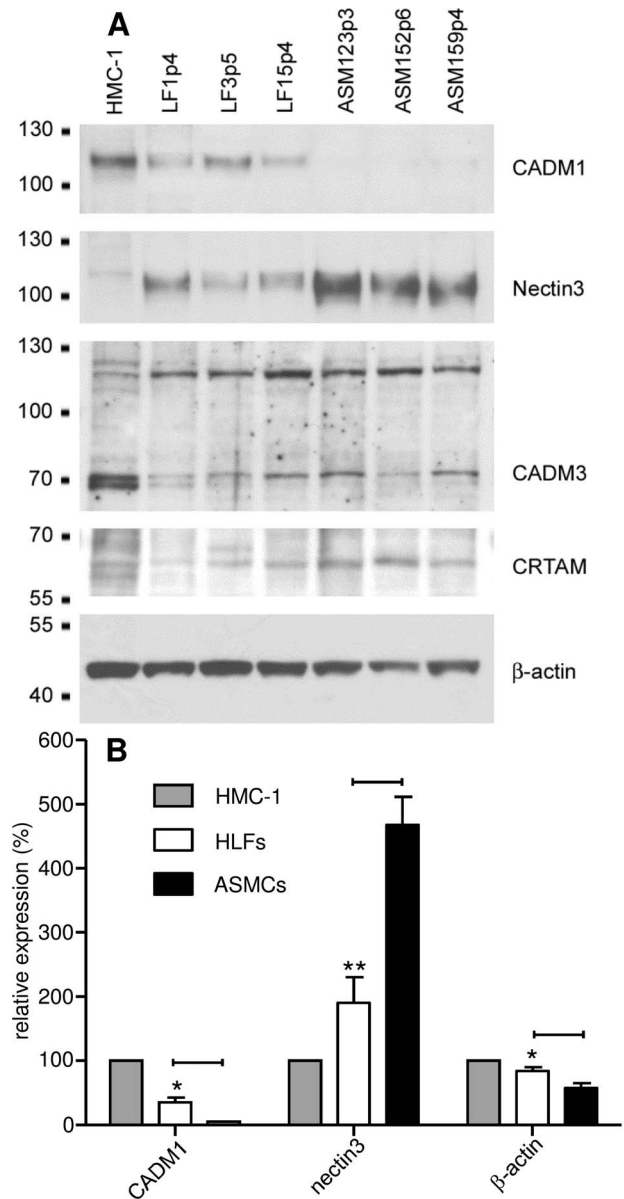 A
HMC-1
LF1p4
LF3p5
LF15p4
ASM123p3
ASM152p6
ASM159p4
130
100
CADM1
130
100
Nectin3
130
100
70
CADM3
70
55
CRTAM
55
40
β-actin
B
relative expression (%)
600
500
400
300
200
100
0
HMC-1
HLFs
ASMCs
*
**
*
CADM1
nectin3
β-actin